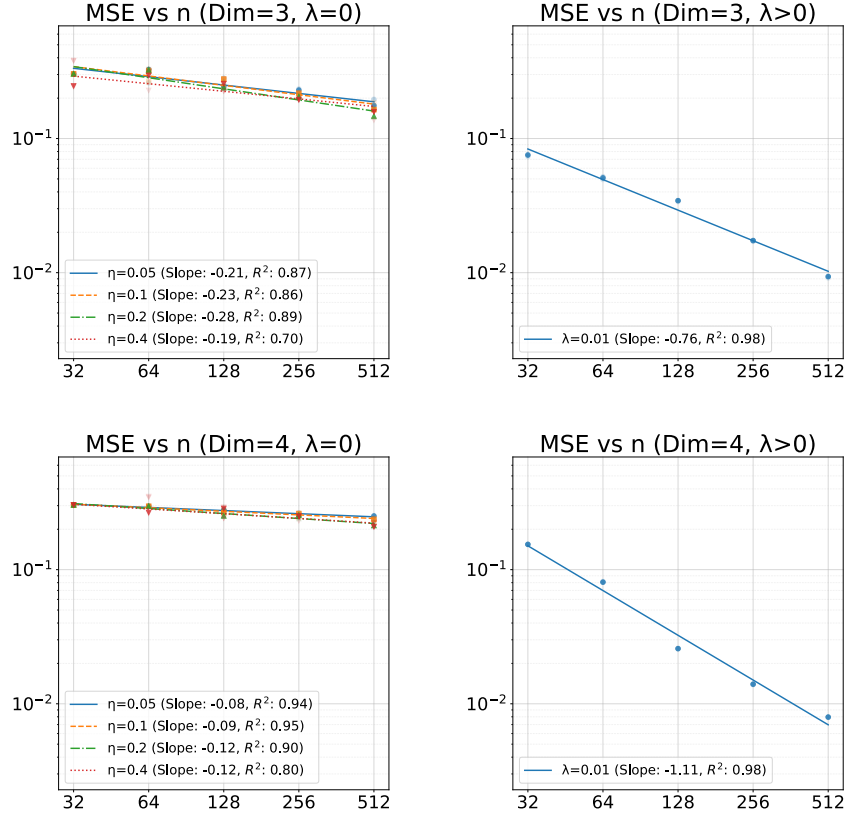 MSE vs n (Dim=3, λ=0)
10⁻¹
10⁻²
η=0.05 (Slope: -0.21, R²: 0.87)
η=0.1 (Slope: -0.23, R²: 0.86)
η=0.2 (Slope: -0.28, R²: 0.89)
η=0.4 (Slope: -0.19, R²: 0.70)
32 64 128 256 512
MSE vs n (Dim=3, λ>0)
10⁻¹
10⁻²
λ=0.01 (Slope: -0.76, R²: 0.98)
32 64 128 256 512
MSE vs n (Dim=4, λ=0)
10⁻¹
10⁻²
η=0.05 (Slope: -0.08, R²: 0.94)
η=0.1 (Slope: -0.09, R²: 0.95)
η=0.2 (Slope: -0.12, R²: 0.90)
η=0.4 (Slope: -0.12, R²: 0.80)
32 64 128 256 512
MSE vs n (Dim=4, λ>0)
10⁻¹
10⁻²
λ=0.01 (Slope: -1.11, R²: 0.98)
32 64 128 256 512